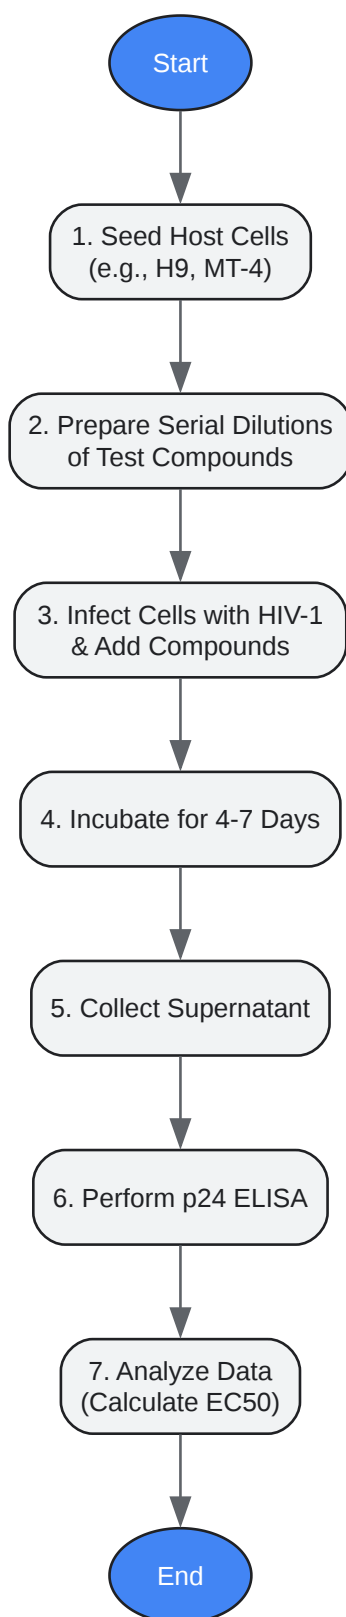 Start
1. Seed Host Cells
(e.g., H9, MT-4)
2. Prepare Serial Dilutions
of Test Compounds
3. Infect Cells with HIV-1
& Add Compounds
4. Incubate for 4-7 Days
5. Collect Supernatant
6. Perform p24 ELISA
7. Analyze Data
(Calculate EC50)
End